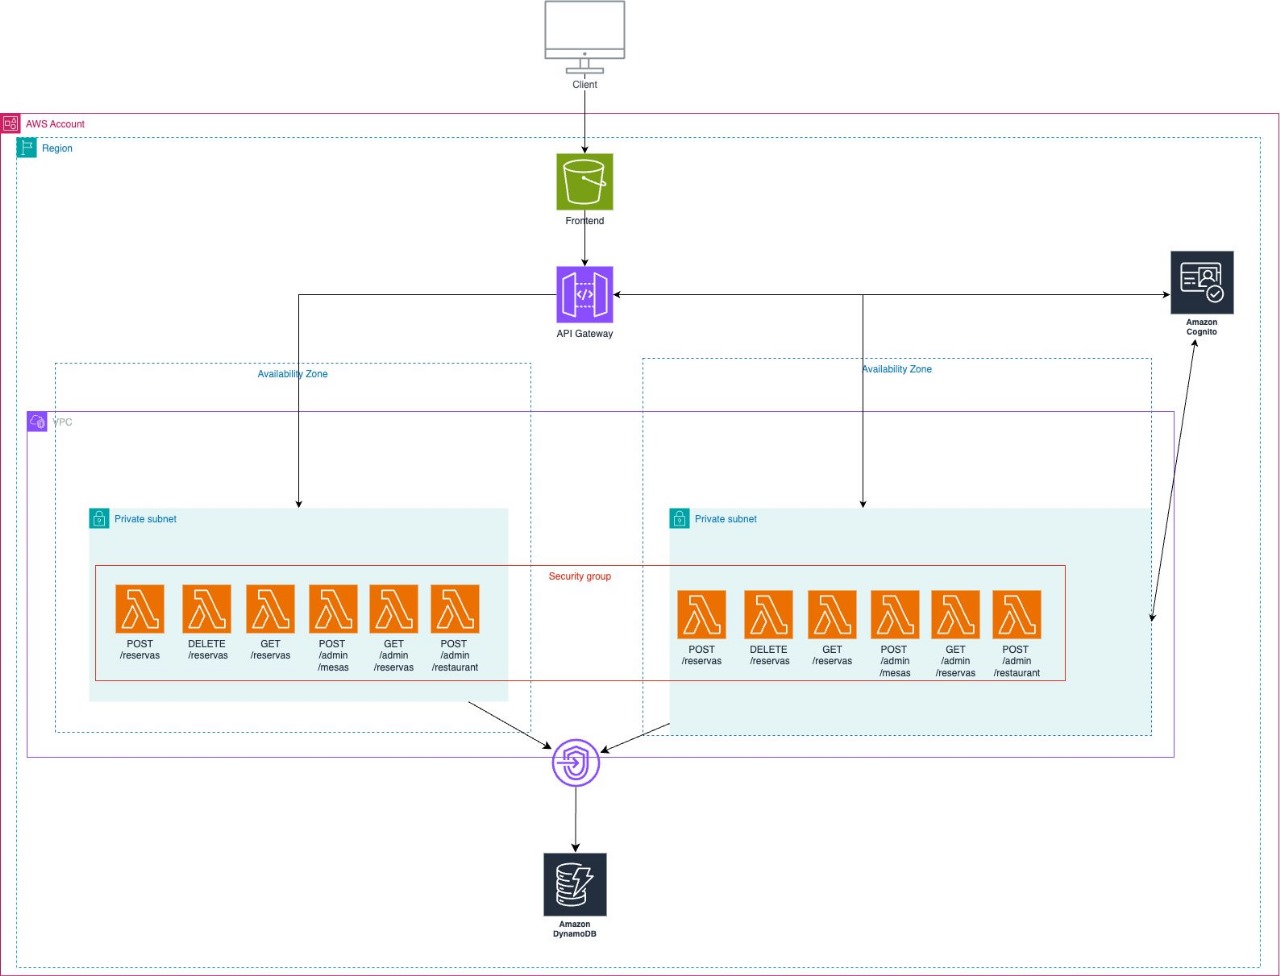 Client
AWS Account
Region
Frontend
API Gateway
Amazon
Cognito
Availability Zone
Availability Zone
VPC
Private subnet
Private subnet
Security group
POST
/reservas
DELETE
/reservas
GET
/reservas
POST
/admin
/mesas
GET
/admin
/reservas
POST
/admin
/restaurant
POST
/reservas
DELETE
/reservas
GET
/reservas
POST
/admin
/mesas
GET
/admin
/reservas
POST
/admin
/restaurant
Amazon
DynamoDB